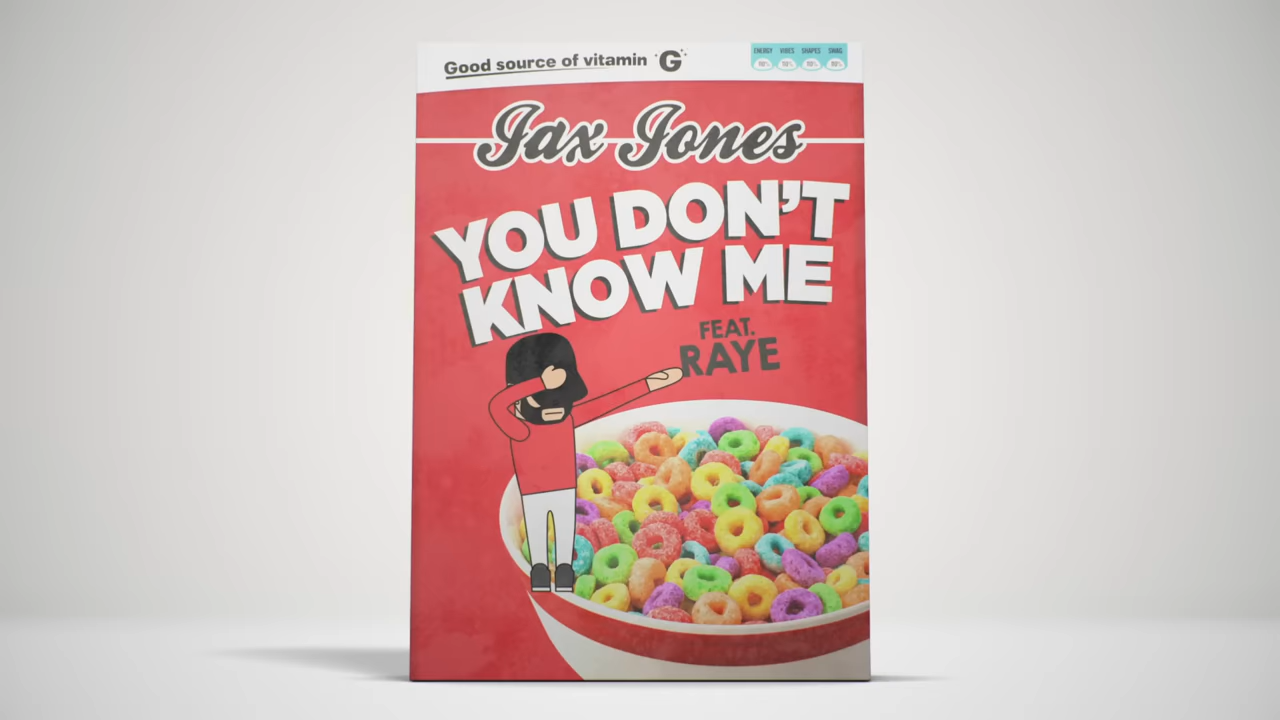 Good source of vitamin G
ENERGY VIBES SHAPES SWAG
Jax Jones
YOU DON'T
KNOW ME
FEAT.
RAYE